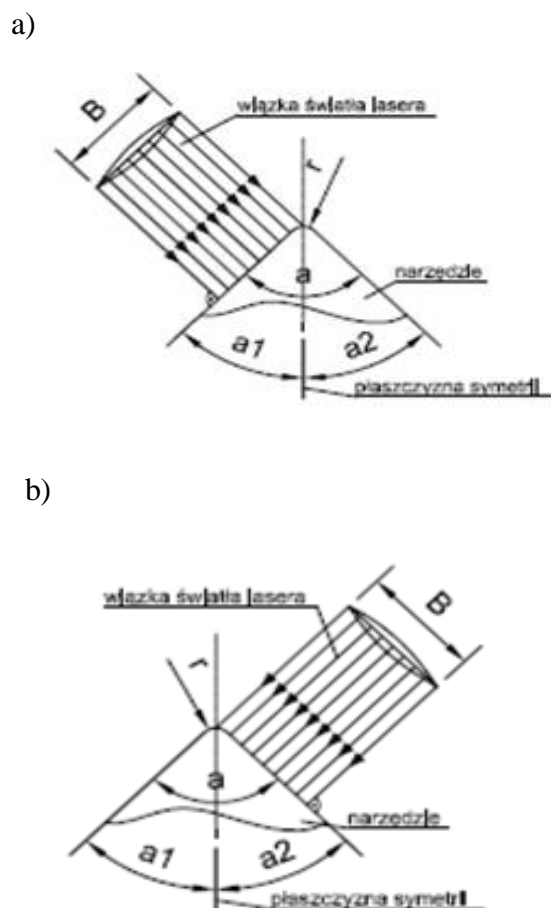 a)
B
wiązka światła lasera
r
a
narzędzie
a1
a2
płaszczyzna symetrii
b)
wiązka światła lasera
B
r
a
narzędzie
a1
a2
płaszczyzna symetrii